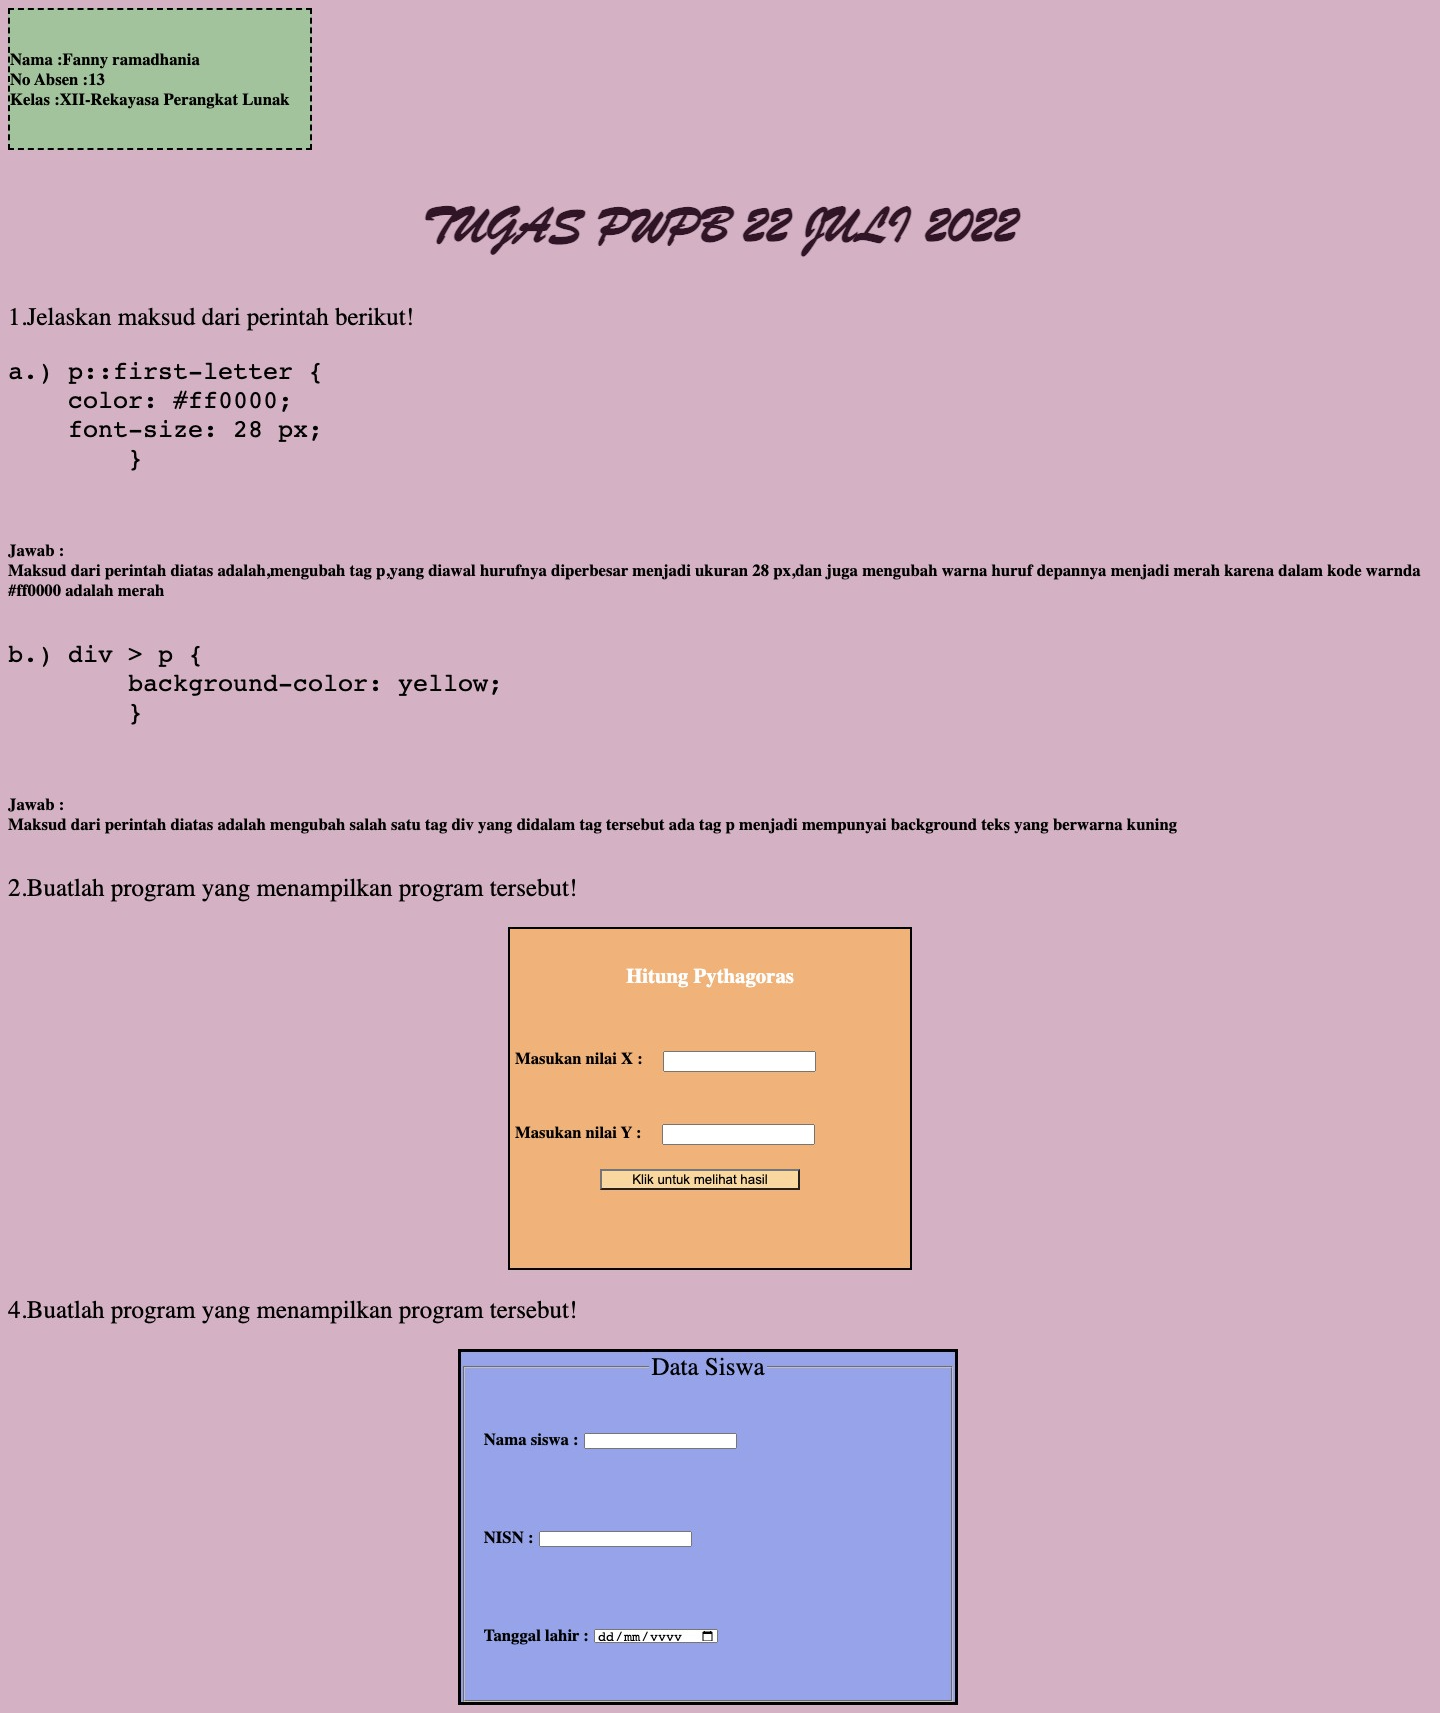 Nama :Fanny ramadhania
No Absen :13
Kelas :XII-Rekayasa Perangkat Lunak
TUGAS PWPB 22 JULI 2022
1.Jelaskan maksud dari perintah berikut!
a.) p::first-letter {
color: #ff0000;
font-size: 28 px;
}
Jawab :
Maksud dari perintah diatas adalah,mengubah tag p,yang diawal hurufnya diperbesar menjadi ukuran 28 px,dan juga mengubah warna huruf depannya menjadi merah karena dalam kode warnda
#ff0000 adalah merah
b.) div > p {
background-color: yellow;
}
Jawab :
Maksud dari perintah diatas adalah mengubah salah satu tag div yang didalam tag tersebut ada tag p menjadi mempunyai background teks yang berwarna kuning
2.Buatlah program yang menampilkan program tersebut!
Hitung Pythagoras
Masukan nilai X :
Masukan nilai Y :
Klik untuk melihat hasil
4.Buatlah program yang menampilkan program tersebut!
Data Siswa
Nama siswa :
NISN :
Tanggal lahir : dd/mm/yyyy